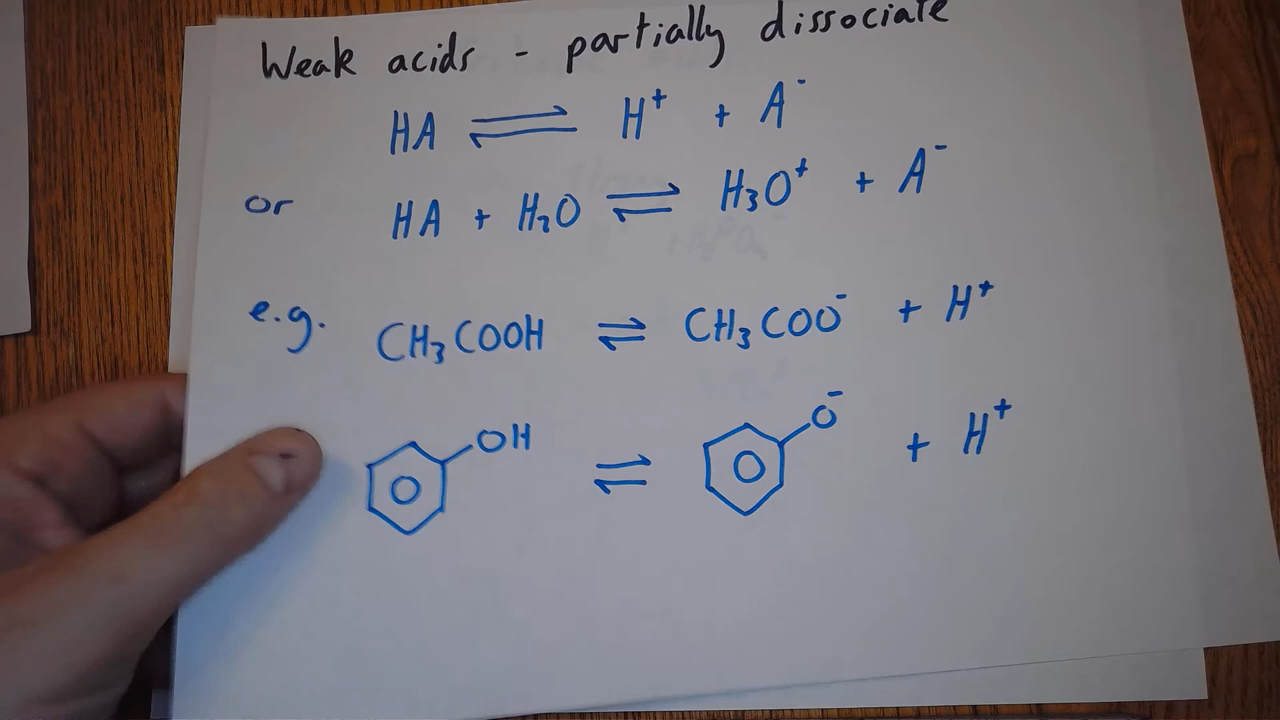 Weak acids - partially dissociate
HA ⇌ H⁺ + A⁻
or HA + H₂O ⇌ H₃O⁺ + A⁻
e.g. CH₃COOH ⇌ CH₃COO⁻ + H⁺
OH ⇌ O⁻ + H⁺